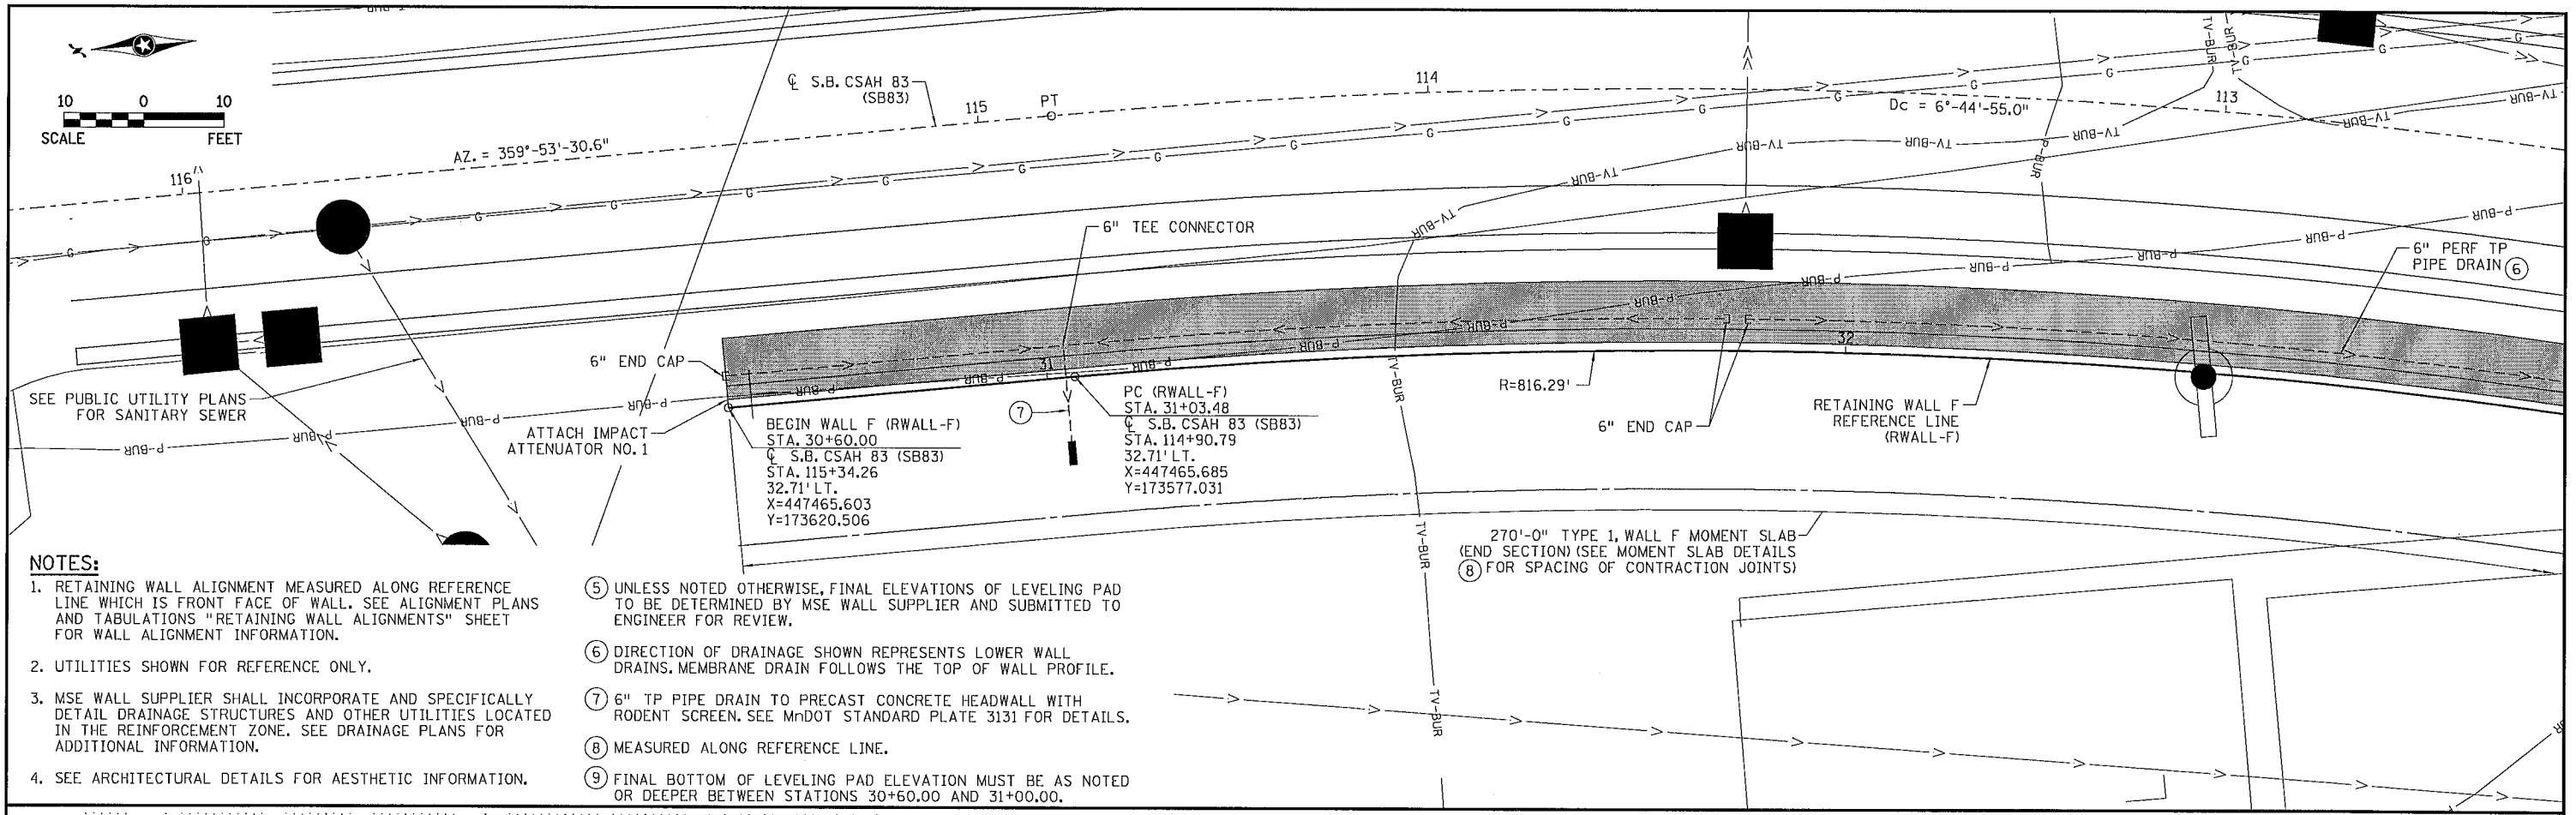 10 0 10
SCALE FEET
℄ S.B. CSAH 83
(SB83)
AZ. = 359°-53'-30.6"
116
115
PT
114
113
Dc = 6°-44'-55.0"
6" TEE CONNECTOR
6" PERF TP
PIPE DRAIN ⑥
6" END CAP
SEE PUBLIC UTILITY PLANS
FOR SANITARY SEWER
ATTACH IMPACT
ATTENUATOR NO. 1
31
32
⑦
BEGIN WALL F (RWALL-F)
STA. 30+60.00
℄ S.B. CSAH 83 (SB83)
STA. 115+34.26
32.71' LT.
X=447465.603
Y=173620.506
PC (RWALL-F)
STA. 31+03.48
℄ S.B. CSAH 83 (SB83)
STA. 114+90.79
32.71' LT.
X=447465.685
Y=173577.031
R=816.29'
6" END CAP
RETAINING WALL F
REFERENCE LINE
(RWALL-F)
270'-0" TYPE 1, WALL F MOMENT SLAB
(END SECTION) (SEE MOMENT SLAB DETAILS
⑧ FOR SPACING OF CONTRACTION JOINTS)
G
P-BUR
TV-BUR
NOTES:
1. RETAINING WALL ALIGNMENT MEASURED ALONG REFERENCE
LINE WHICH IS FRONT FACE OF WALL. SEE ALIGNMENT PLANS
AND TABULATIONS "RETAINING WALL ALIGNMENTS" SHEET
FOR WALL ALIGNMENT INFORMATION.
2. UTILITIES SHOWN FOR REFERENCE ONLY.
3. MSE WALL SUPPLIER SHALL INCORPORATE AND SPECIFICALLY
DETAIL DRAINAGE STRUCTURES AND OTHER UTILITIES LOCATED
IN THE REINFORCEMENT ZONE. SEE DRAINAGE PLANS FOR
ADDITIONAL INFORMATION.
4. SEE ARCHITECTURAL DETAILS FOR AESTHETIC INFORMATION.
⑤ UNLESS NOTED OTHERWISE, FINAL ELEVATIONS OF LEVELING PAD
TO BE DETERMINED BY MSE WALL SUPPLIER AND SUBMITTED TO
ENGINEER FOR REVIEW.
⑥ DIRECTION OF DRAINAGE SHOWN REPRESENTS LOWER WALL
DRAINS. MEMBRANE DRAIN FOLLOWS THE TOP OF WALL PROFILE.
⑦ 6" TP PIPE DRAIN TO PRECAST CONCRETE HEADWALL WITH
RODENT SCREEN. SEE MnDOT STANDARD PLATE 3131 FOR DETAILS.
⑧ MEASURED ALONG REFERENCE LINE.
⑨ FINAL BOTTOM OF LEVELING PAD ELEVATION MUST BE AS NOTED
OR DEEPER BETWEEN STATIONS 30+60.00 AND 31+00.00.